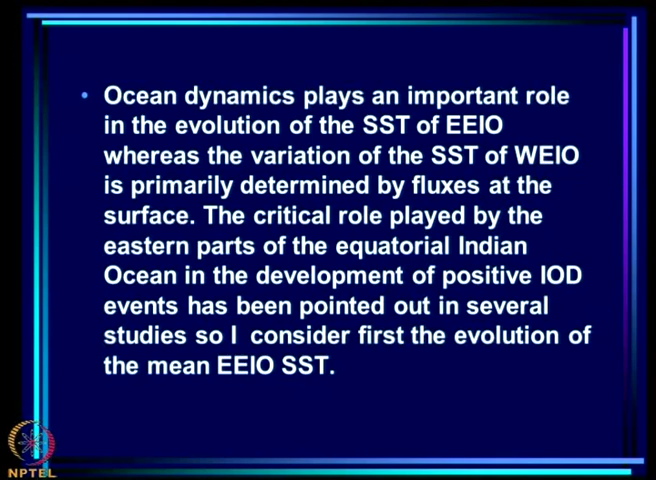 • Ocean dynamics plays an important role
in the evolution of the SST of EEIO
whereas the variation of the SST of WEIO
is primarily determined by fluxes at the
surface. The critical role played by the
eastern parts of the equatorial Indian
Ocean in the development of positive IOD
events has been pointed out in several
studies so I consider first the evolution of
the mean EEIO SST.
NPTEL